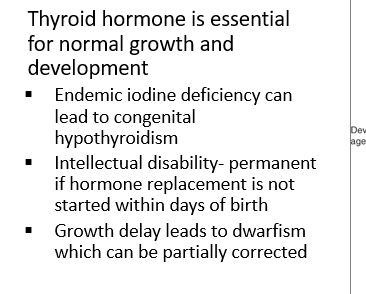 Thyroid hormone is essential
for normal growth and
development
▪ Endemic iodine deficiency can
lead to congenital
hypothyroidism
▪ Intellectual disability- permanent
if hormone replacement is not
started within days of birth
▪ Growth delay leads to dwarfism
which can be partially corrected
Dev
age